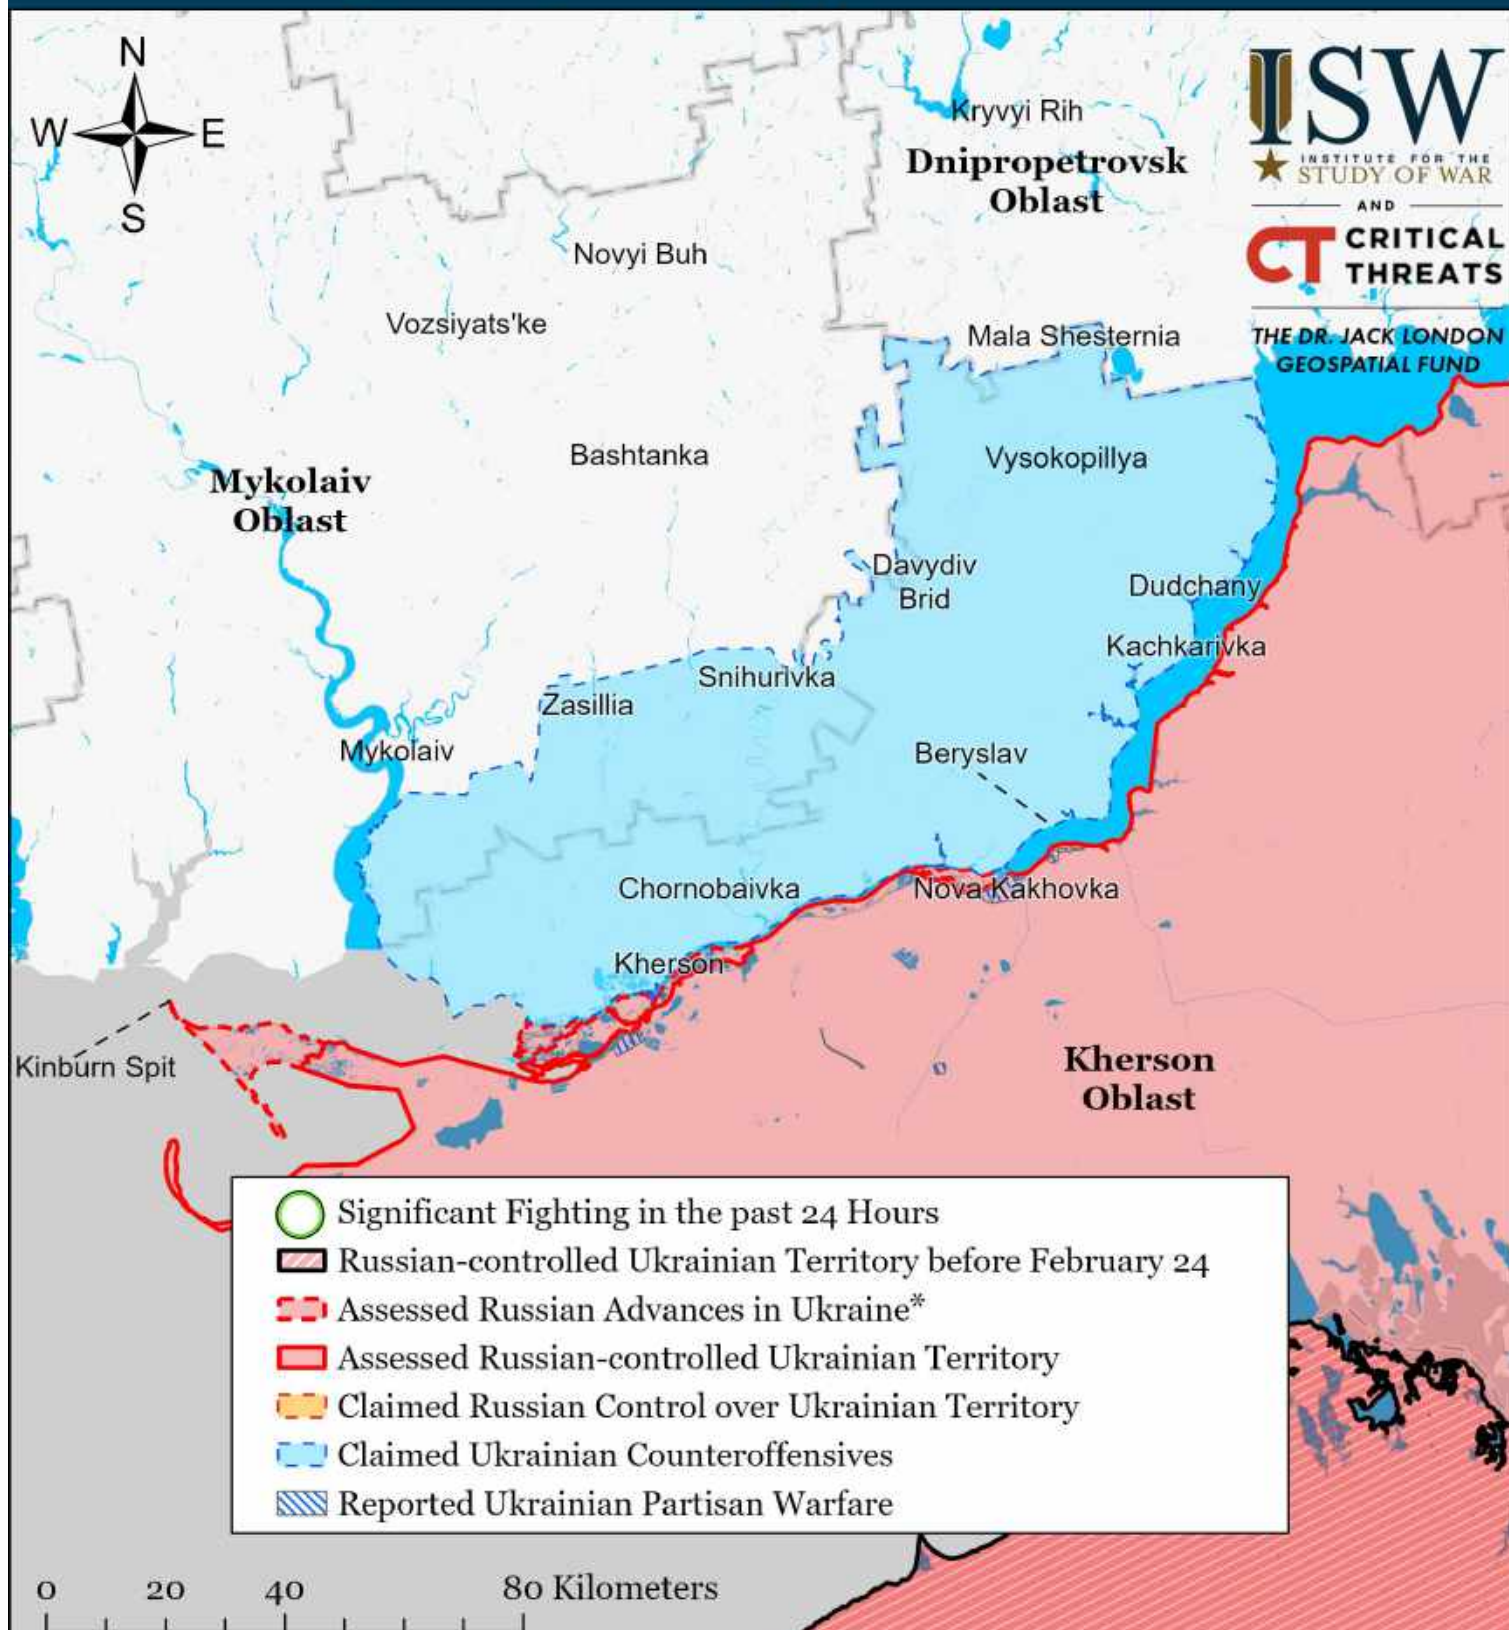 N
W E
S
ISW
INSTITUTE FOR THE
STUDY OF WAR
AND
CT CRITICAL
THREATS
THE DR. JACK LONDON
GEOSPATIAL FUND
Kryvyi Rih
Dnipropetrovsk
Oblast
Novyi Buh
Vozsiyats'ke
Mala Shesternia
Bashtanka
Vysokopillya
Mykolaiv
Oblast
Davydiv
Brid
Dudchany
Kachkarivka
Snihurivka
Zasillia
Mykolaiv
Beryslav
Chornobaivka
Nova Kakhovka
Kherson
Kinburn Spit
Kherson
Oblast
Significant Fighting in the past 24 Hours
Russian-controlled Ukrainian Territory before February 24
Assessed Russian Advances in Ukraine*
Assessed Russian-controlled Ukrainian Territory
Claimed Russian Control over Ukrainian Territory
Claimed Ukrainian Counteroffensives
Reported Ukrainian Partisan Warfare
0 20 40 80 Kilometers